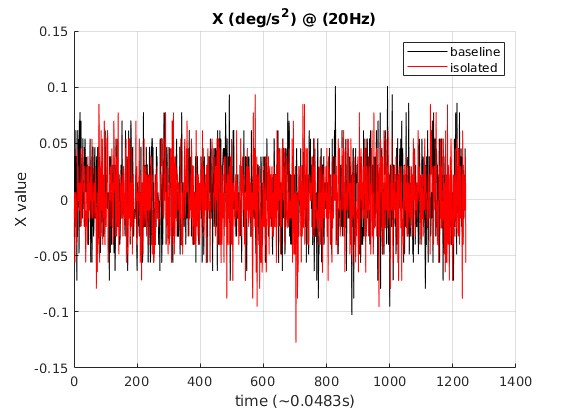 X (deg/s²) @ (20Hz)
baseline
isolated
X value
0.15
0.1
0.05
0
-0.05
-0.1
-0.15
0 200 400 600 800 1000 1200 1400
time (~0.0483s)